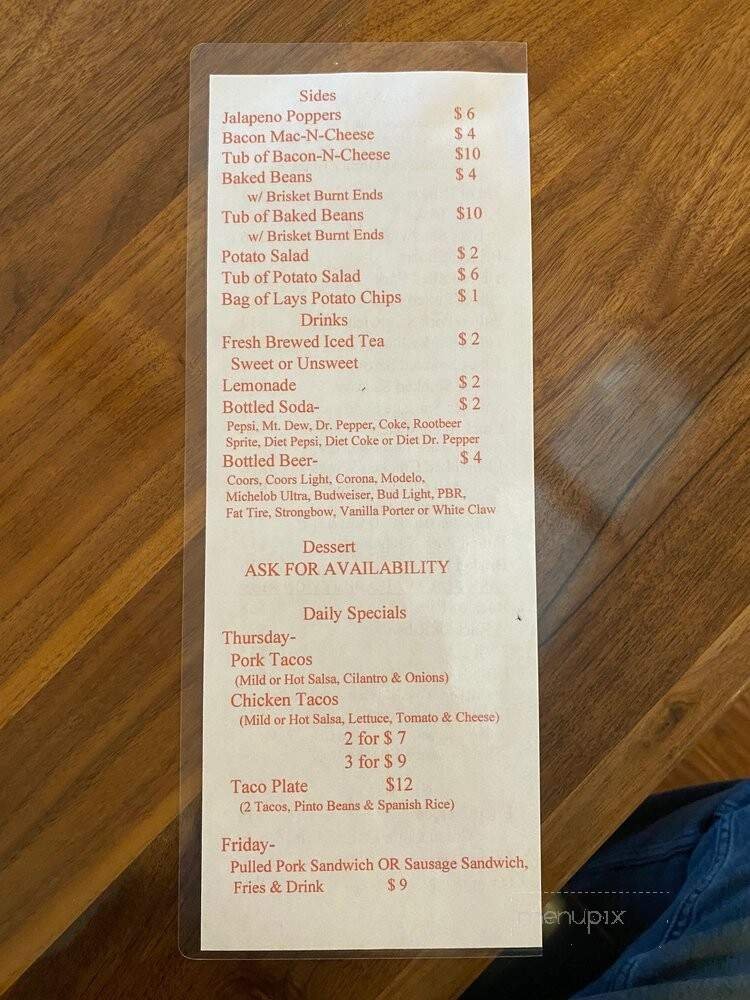 Sides
Jalapeno Poppers $ 6
Bacon Mac-N-Cheese $ 4
Tub of Bacon-N-Cheese $10
Baked Beans $ 4
w/ Brisket Burnt Ends
Tub of Baked Beans $10
w/ Brisket Burnt Ends
Potato Salad $ 2
Tub of Potato Salad $ 6
Bag of Lays Potato Chips $ 1
Drinks
Fresh Brewed Iced Tea $ 2
Sweet or Unsweet
Lemonade $ 2
Bottled Soda- $ 2
Pepsi, Mt. Dew, Dr. Pepper, Coke, Rootbeer
Sprite, Diet Pepsi, Diet Coke or Diet Dr. Pepper
Bottled Beer- $ 4
Coors, Coors Light, Corona, Modelo,
Michelob Ultra, Budweiser, Bud Light, PBR,
Fat Tire, Strongbow, Vanilla Porter or White Claw
Dessert
ASK FOR AVAILABILITY
Daily Specials
Thursday-
Pork Tacos
(Mild or Hot Salsa, Cilantro & Onions)
Chicken Tacos
(Mild or Hot Salsa, Lettuce, Tomato & Cheese)
2 for $ 7
3 for $ 9
Taco Plate $12
(2 Tacos, Pinto Beans & Spanish Rice)
Friday-
Pulled Pork Sandwich OR Sausage Sandwich,
Fries & Drink $ 9
menupix